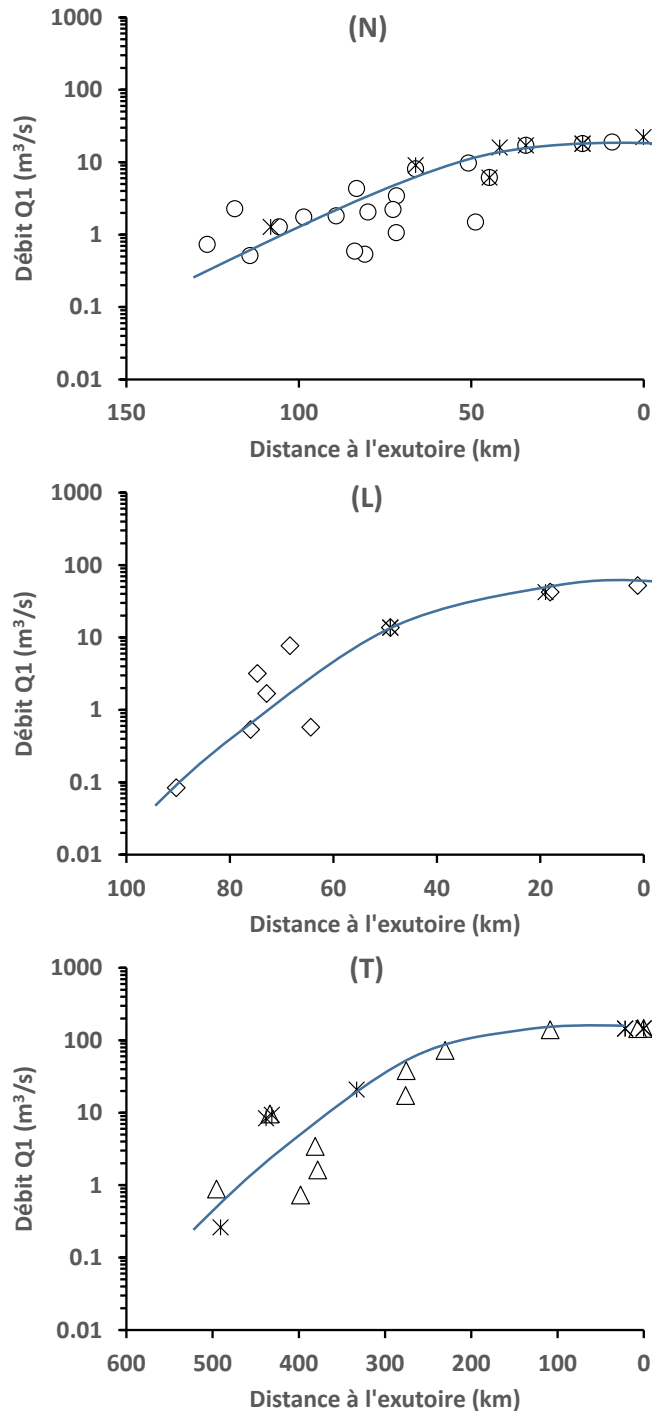 (N)
1000
100
10
1
0.1
0.01
Débit Q1 (m³/s)
150 100 50 0
Distance à l'exutoire (km)
(L)
1000
100
10
1
0.1
0.01
Débit Q1 (m³/s)
100 80 60 40 20 0
Distance à l'exutoire (km)
(T)
1000
100
10
1
0.1
0.01
Débit Q1 (m³/s)
600 500 400 300 200 100 0
Distance à l'exutoire (km)